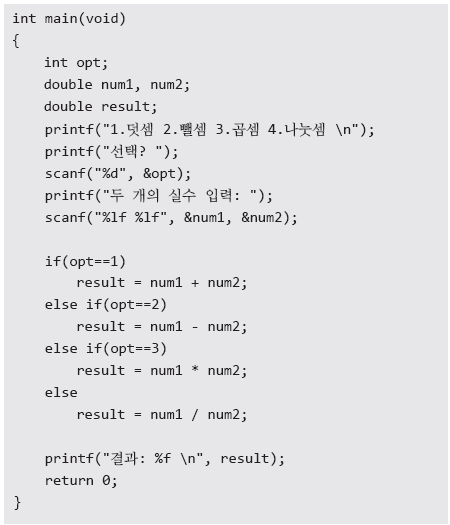 int main(void)
{
    int opt;
    double num1, num2;
    double result;
    printf("1.덧셈 2.뺄셈 3.곱셈 4.나눗셈 \n");
    printf("선택? ");
    scanf("%d", &opt);
    printf("두 개의 실수 입력: ");
    scanf("%lf %lf", &num1, &num2);

    if(opt==1)
        result = num1 + num2;
    else if(opt==2)
        result = num1 - num2;
    else if(opt==3)
        result = num1 * num2;
    else
        result = num1 / num2;

    printf("결과: %f \n", result);
    return 0;
}